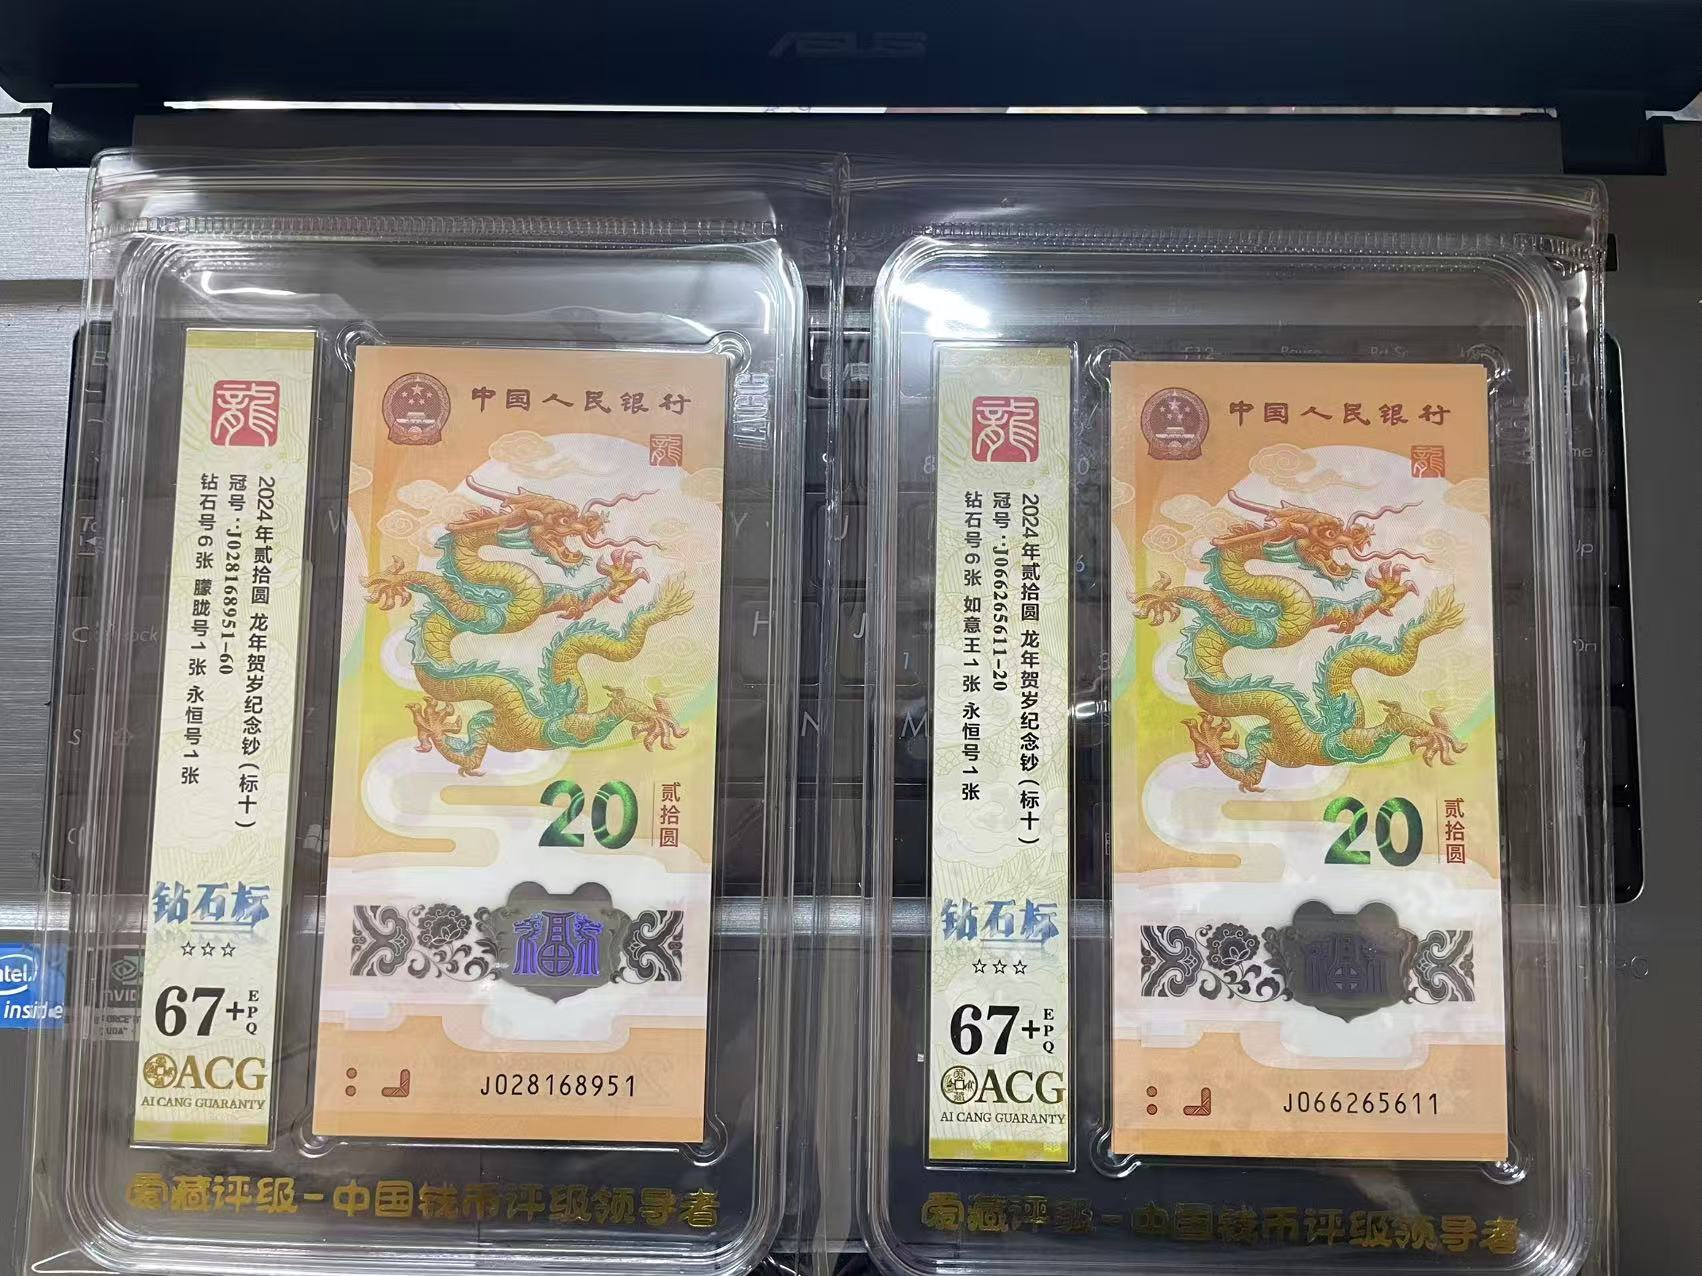 ASUS
龍
2024年贰拾圆 龙年贺岁纪念钞(标十)
冠号:J028168951-60
钻石号6张 朦胧号1张 永恒号1张
钻石标
☆☆☆
67+
EPQ
ACG
AI CANG GUARANTY
中国人民银行
龍
20
贰拾圆
福
J028168951
爱藏评级-中国钱币评级领导者
龍
2024年贰拾圆 龙年贺岁纪念钞(标十)
冠号:J066265611-20
钻石号6张 如意王1张 永恒号1张
钻石标
☆☆☆
67+
EPQ
ACG
AI CANG GUARANTY
中国人民银行
龍
20
贰拾圆
福
J066265611
爱藏评级-中国钱币评级领导者
intel
inside
F12
Y
H
J
N
M